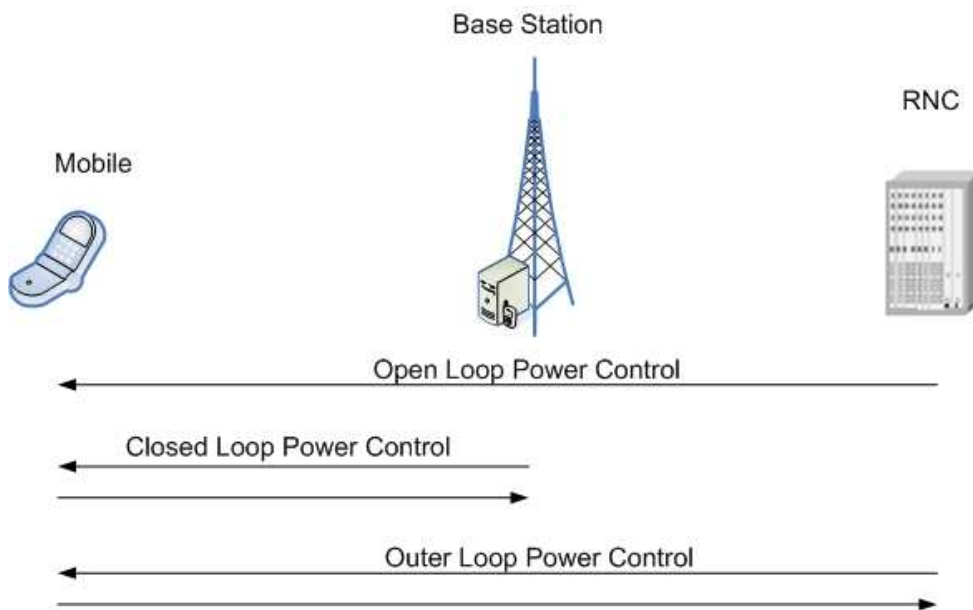 Base Station
RNC
Mobile
Open Loop Power Control
Closed Loop Power Control
Outer Loop Power Control